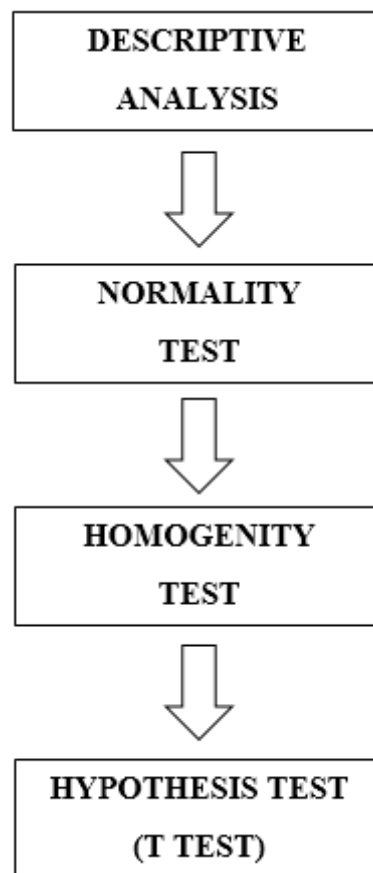 DESCRIPTIVE
ANALYSIS
NORMALITY
TEST
HOMOGENITY
TEST
HYPOTHESIS TEST
(T TEST)